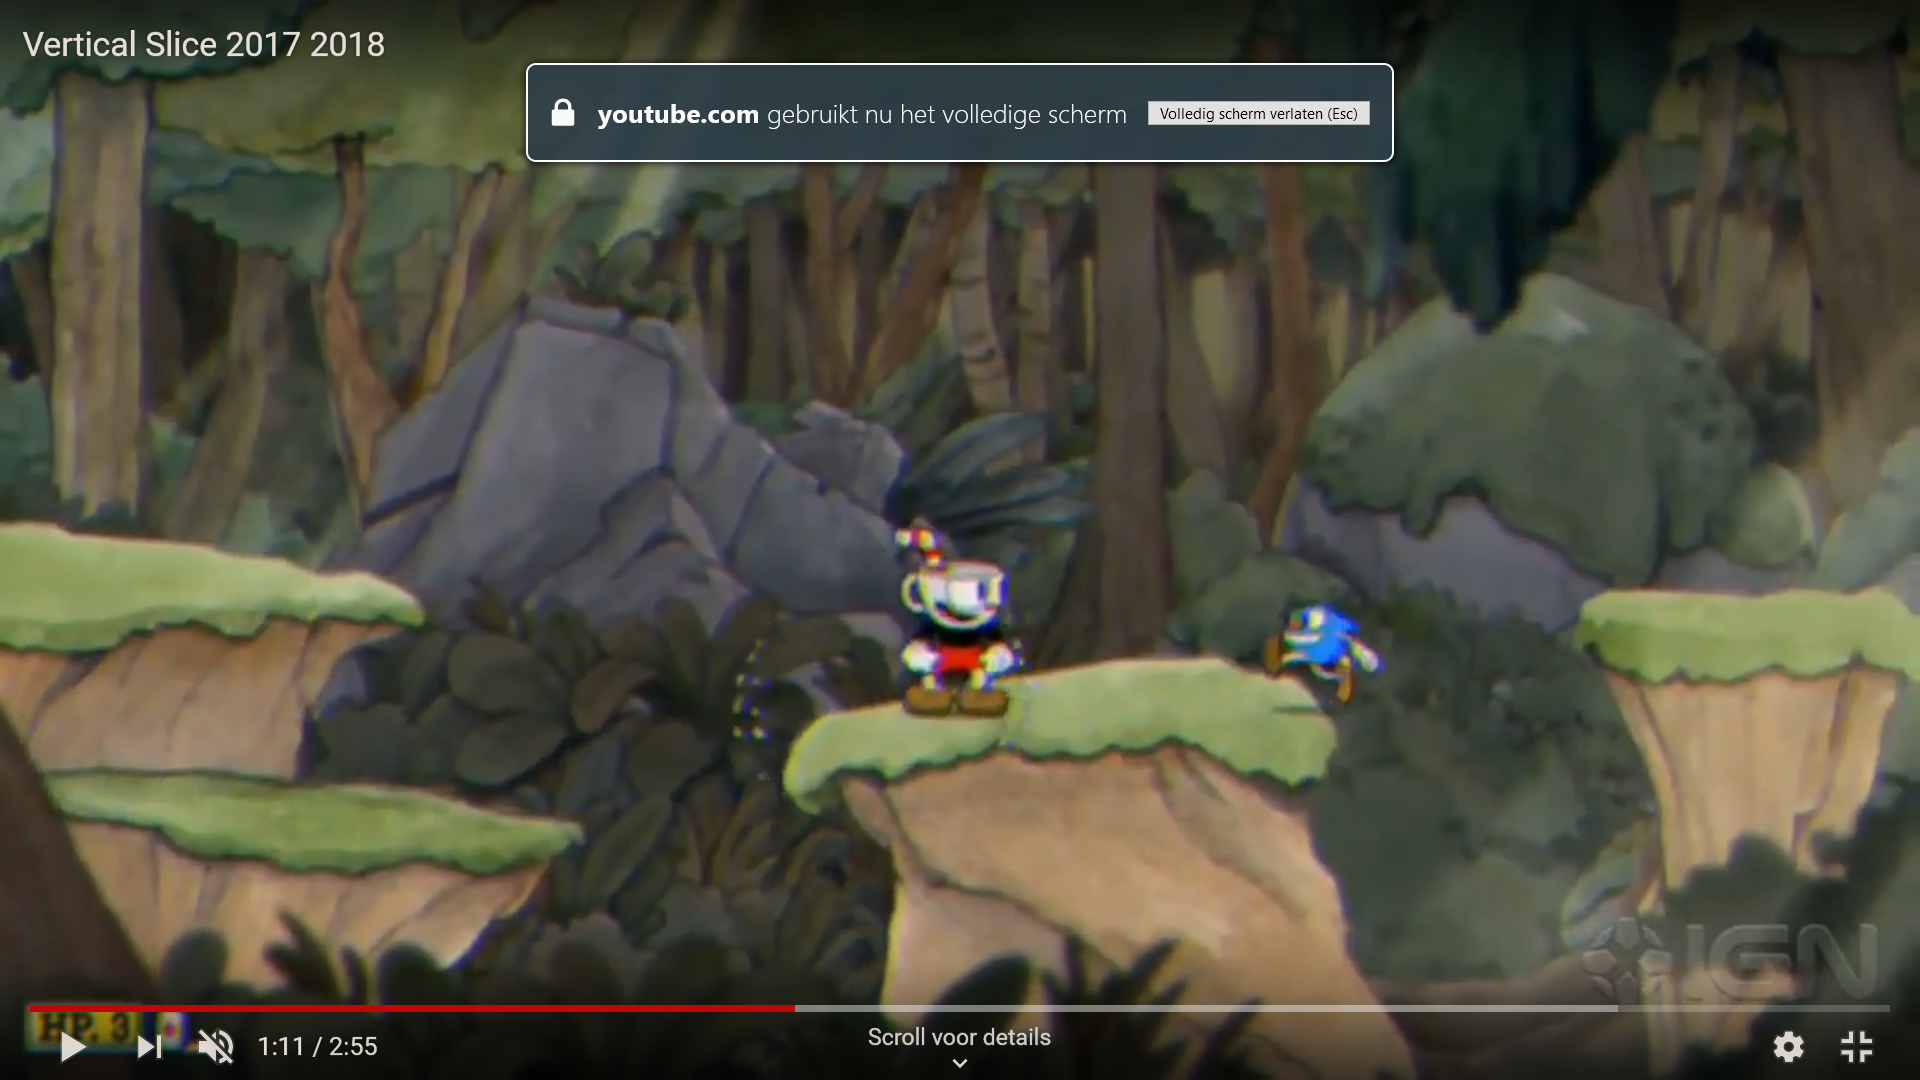 Vertical Slice 2017 2018
youtube.com gebruikt nu het volledige scherm
Volledig scherm verlaten (Esc)
IGN
HP. 3
1:11 / 2:55
Scroll voor details